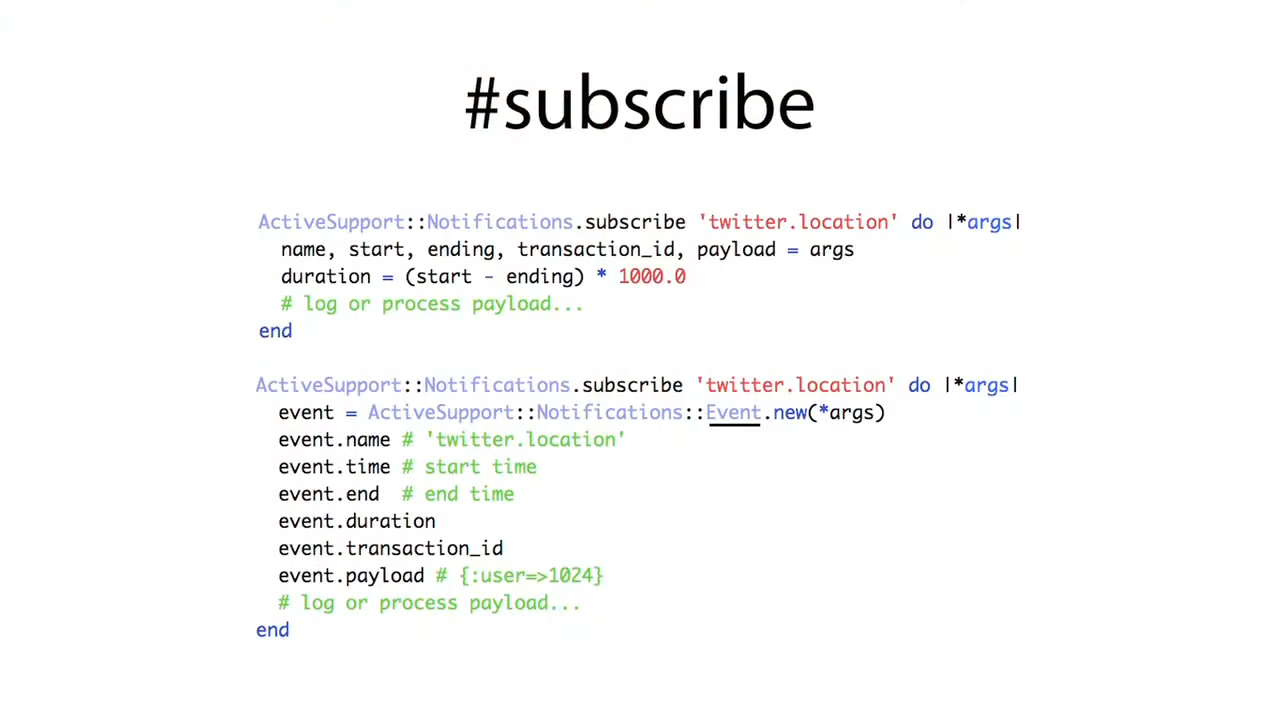 #subscribe
ActiveSupport::Notifications.subscribe 'twitter.location' do |*args|
name, start, ending, transaction_id, payload = args
duration = (start - ending) * 1000.0
# log or process payload...
end
ActiveSupport::Notifications.subscribe 'twitter.location' do |*args|
event = ActiveSupport::Notifications::Event.new(*args)
event.name # 'twitter.location'
event.time # start time
event.end # end time
event.duration
event.transaction_id
event.payload # {:user=>1024}
# log or process payload...
end